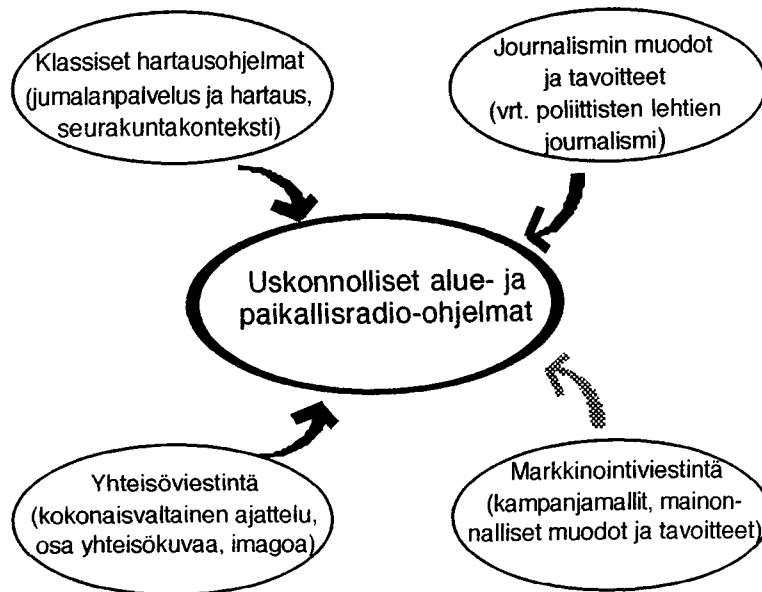 Klassiset hartausohjelmat
(jumalanpalvelus ja hartaus,
seurakuntakonteksti)
Journalismin muodot
ja tavoitteet
(vrt. poliittisten lehtien
journalismi)
Uskonnolliset alue- ja
paikallisradio-ohjelmat
Yhteisöviestintä
(kokonaisvaltainen ajattelu,
osa yhteisökuvaa, imagoa)
Markkinointiviestintä
(kampanjamallit, mainon-
nalliset muodot ja tavoitteet)